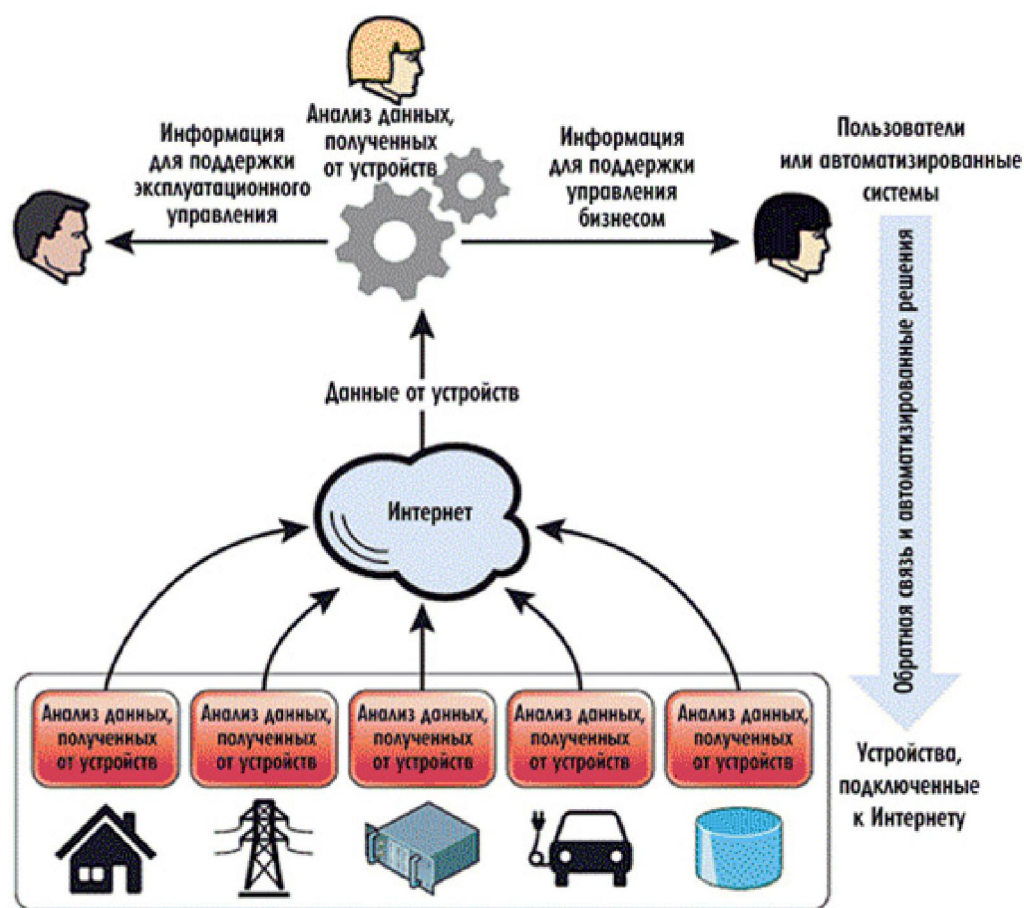 Анализ данных,
полученных
от устройств
Информация
для поддержки
эксплуатационного
управления
Информация
для поддержки
управления
бизнесом
Пользователи
или автоматизированные
системы
Обратная связь и автоматизированные решения
Данные от устройств
Интернет
Анализ данных,
полученных
от устройств
Анализ данных,
полученных
от устройств
Анализ данных,
полученных
от устройств
Анализ данных,
полученных
от устройств
Анализ данных,
полученных
от устройств
Устройства,
подключенные
к Интернету